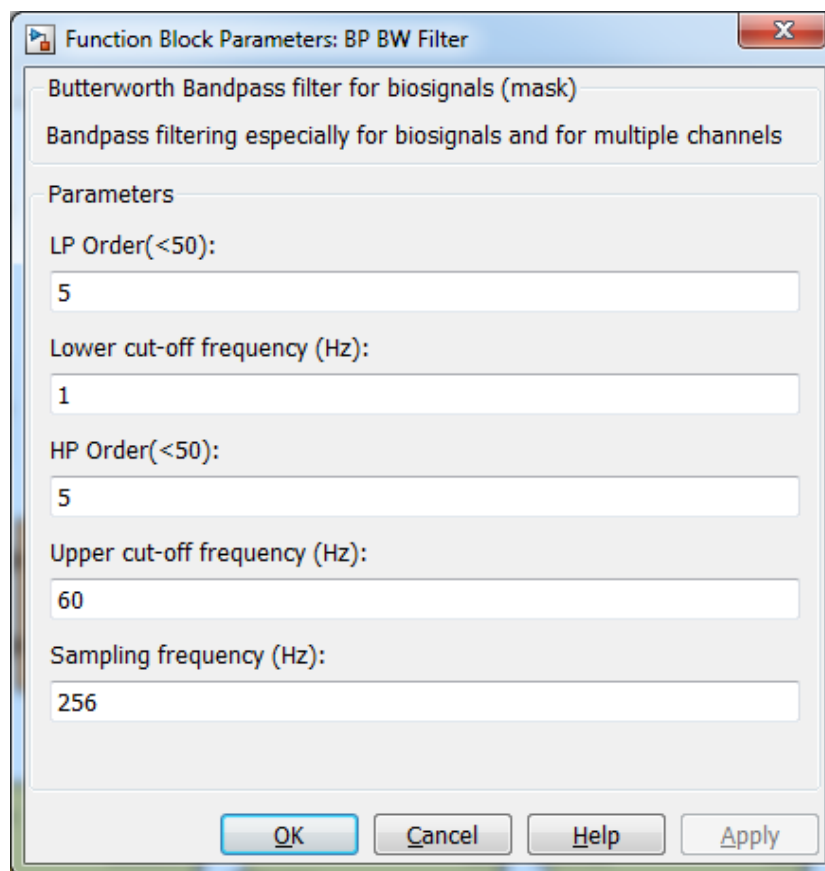 Function Block Parameters: BP BW Filter
Butterworth Bandpass filter for biosignals (mask)
Bandpass filtering especially for biosignals and for multiple channels
Parameters
LP Order(<50):
5
Lower cut-off frequency (Hz):
1
HP Order(<50):
5
Upper cut-off frequency (Hz):
60
Sampling frequency (Hz):
256
OK Cancel Help Apply